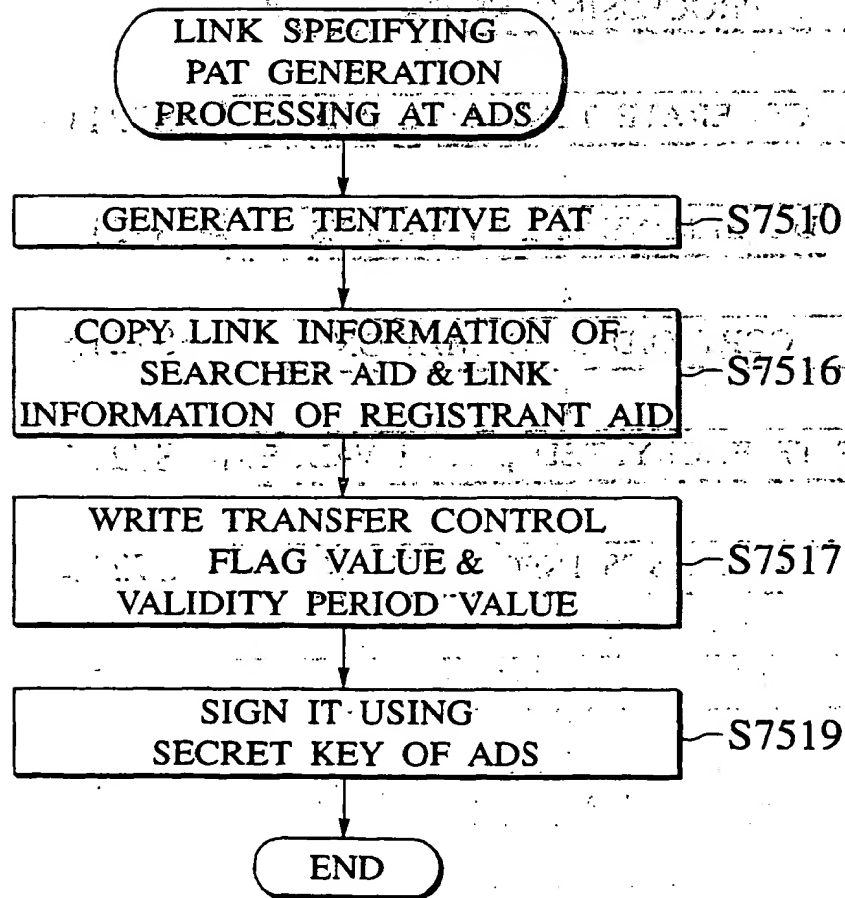 LINK SPECIFYING
PAT GENERATION
PROCESSING AT ADS
GENERATE TENTATIVE PAT
S7510
COPY LINK INFORMATION OF
SEARCHER AID & LINK
INFORMATION OF REGISTRANT AID
S7516
WRITE TRANSFER CONTROL
FLAG VALUE &
VALIDITY PERIOD VALUE
S7517
SIGN IT USING
SECRET KEY OF ADS
S7519
END